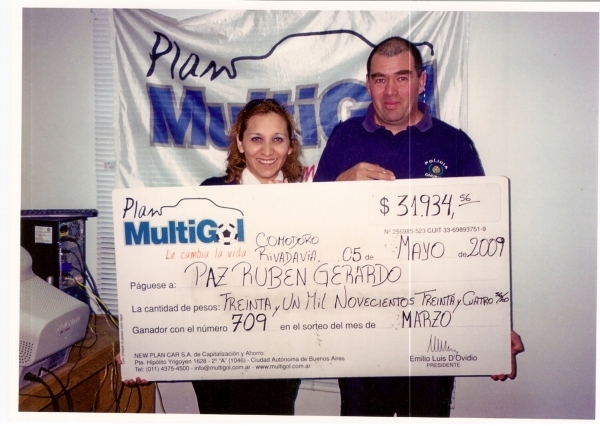 Plan
MultiGol
POLICIA
$ 31.934,56
Plan
MultiGol
La cambia la vida
COMODORO RIVADAVIA, 05 de MAYO de 2009
Páguese a: PAZ RUBEN GERARDO
La cantidad de pesos: TREINTA y UN Mil NOVECIENTOS TREINTA y CUATRO 56/00
Ganador con el número 709 en el sorteo del mes de MARZO
NEW PLAN CAR S.A. de Capitalización y Ahorro
Pte. Hipólito Yrigoyen 1628 - 2º "A" (1046) - Ciudad Autónoma de Buenos Aires
Tel: (011) 4375-4500 - info@multigol.com.ar - www.multigol.com.ar
Emilio Luis D'Ovidio
PRESIDENTE